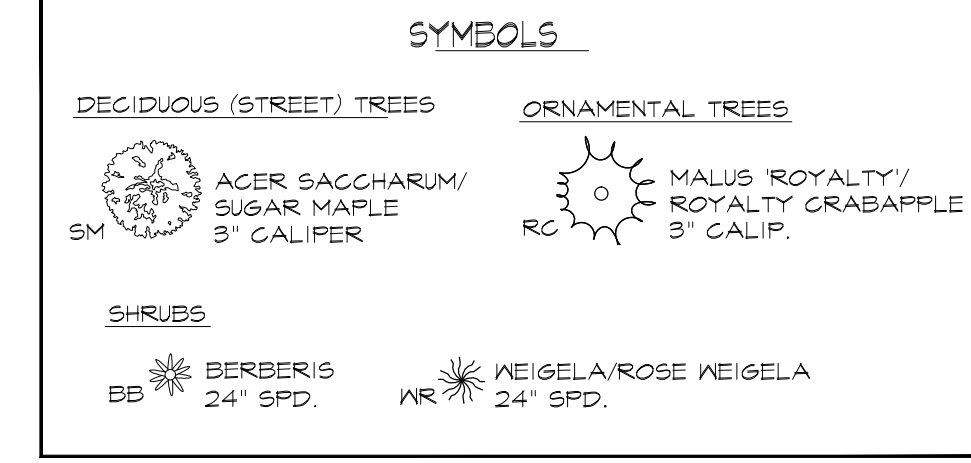 SYMBOLS
DECIDUOUS (STREET) TREES
SM
ACER SACCHARUM/
SUGAR MAPLE
3" CALIPER
ORNAMENTAL TREES
RC
MALUS 'ROYALTY'/
ROYALTY CRABAPPLE
3" CALIP.
SHRUBS
BB
BERBERIS
24" SPD.
WR
WEIGELA/ROSE WEIGELA
24" SPD.